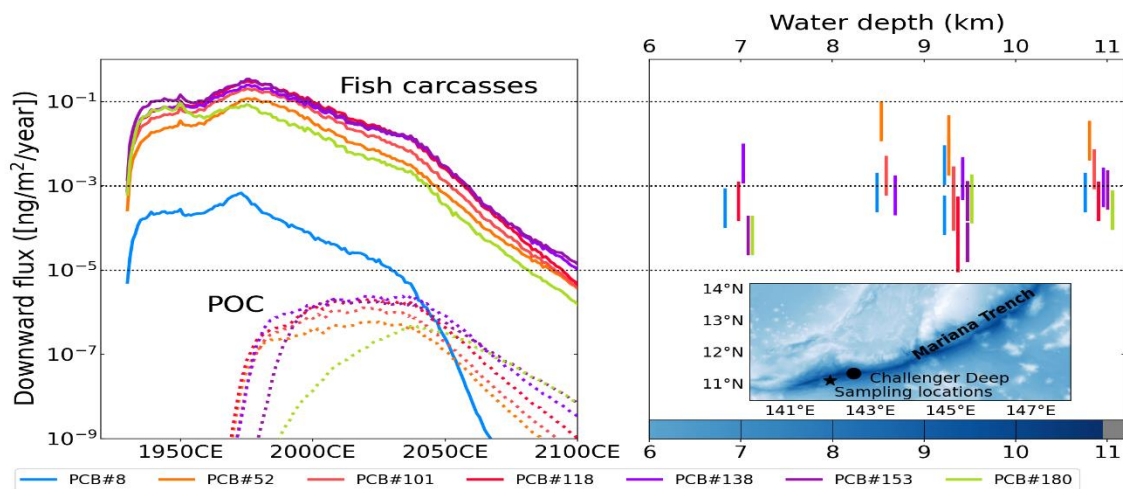 Water depth (km)
6 7 8 9 10 11
Downward flux ([ng/m²/year])
10⁻¹
10⁻³
10⁻⁵
10⁻⁷
10⁻⁹
Fish carcasses
POC
1950CE 2000CE 2050CE 2100CE
14°N
13°N
12°N
11°N
Mariana Trench
Challenger Deep
Sampling locations
141°E 143°E 145°E 147°E
6 7 8 9 10 11
PCB#8 PCB#52 PCB#101 PCB#118 PCB#138 PCB#153 PCB#180